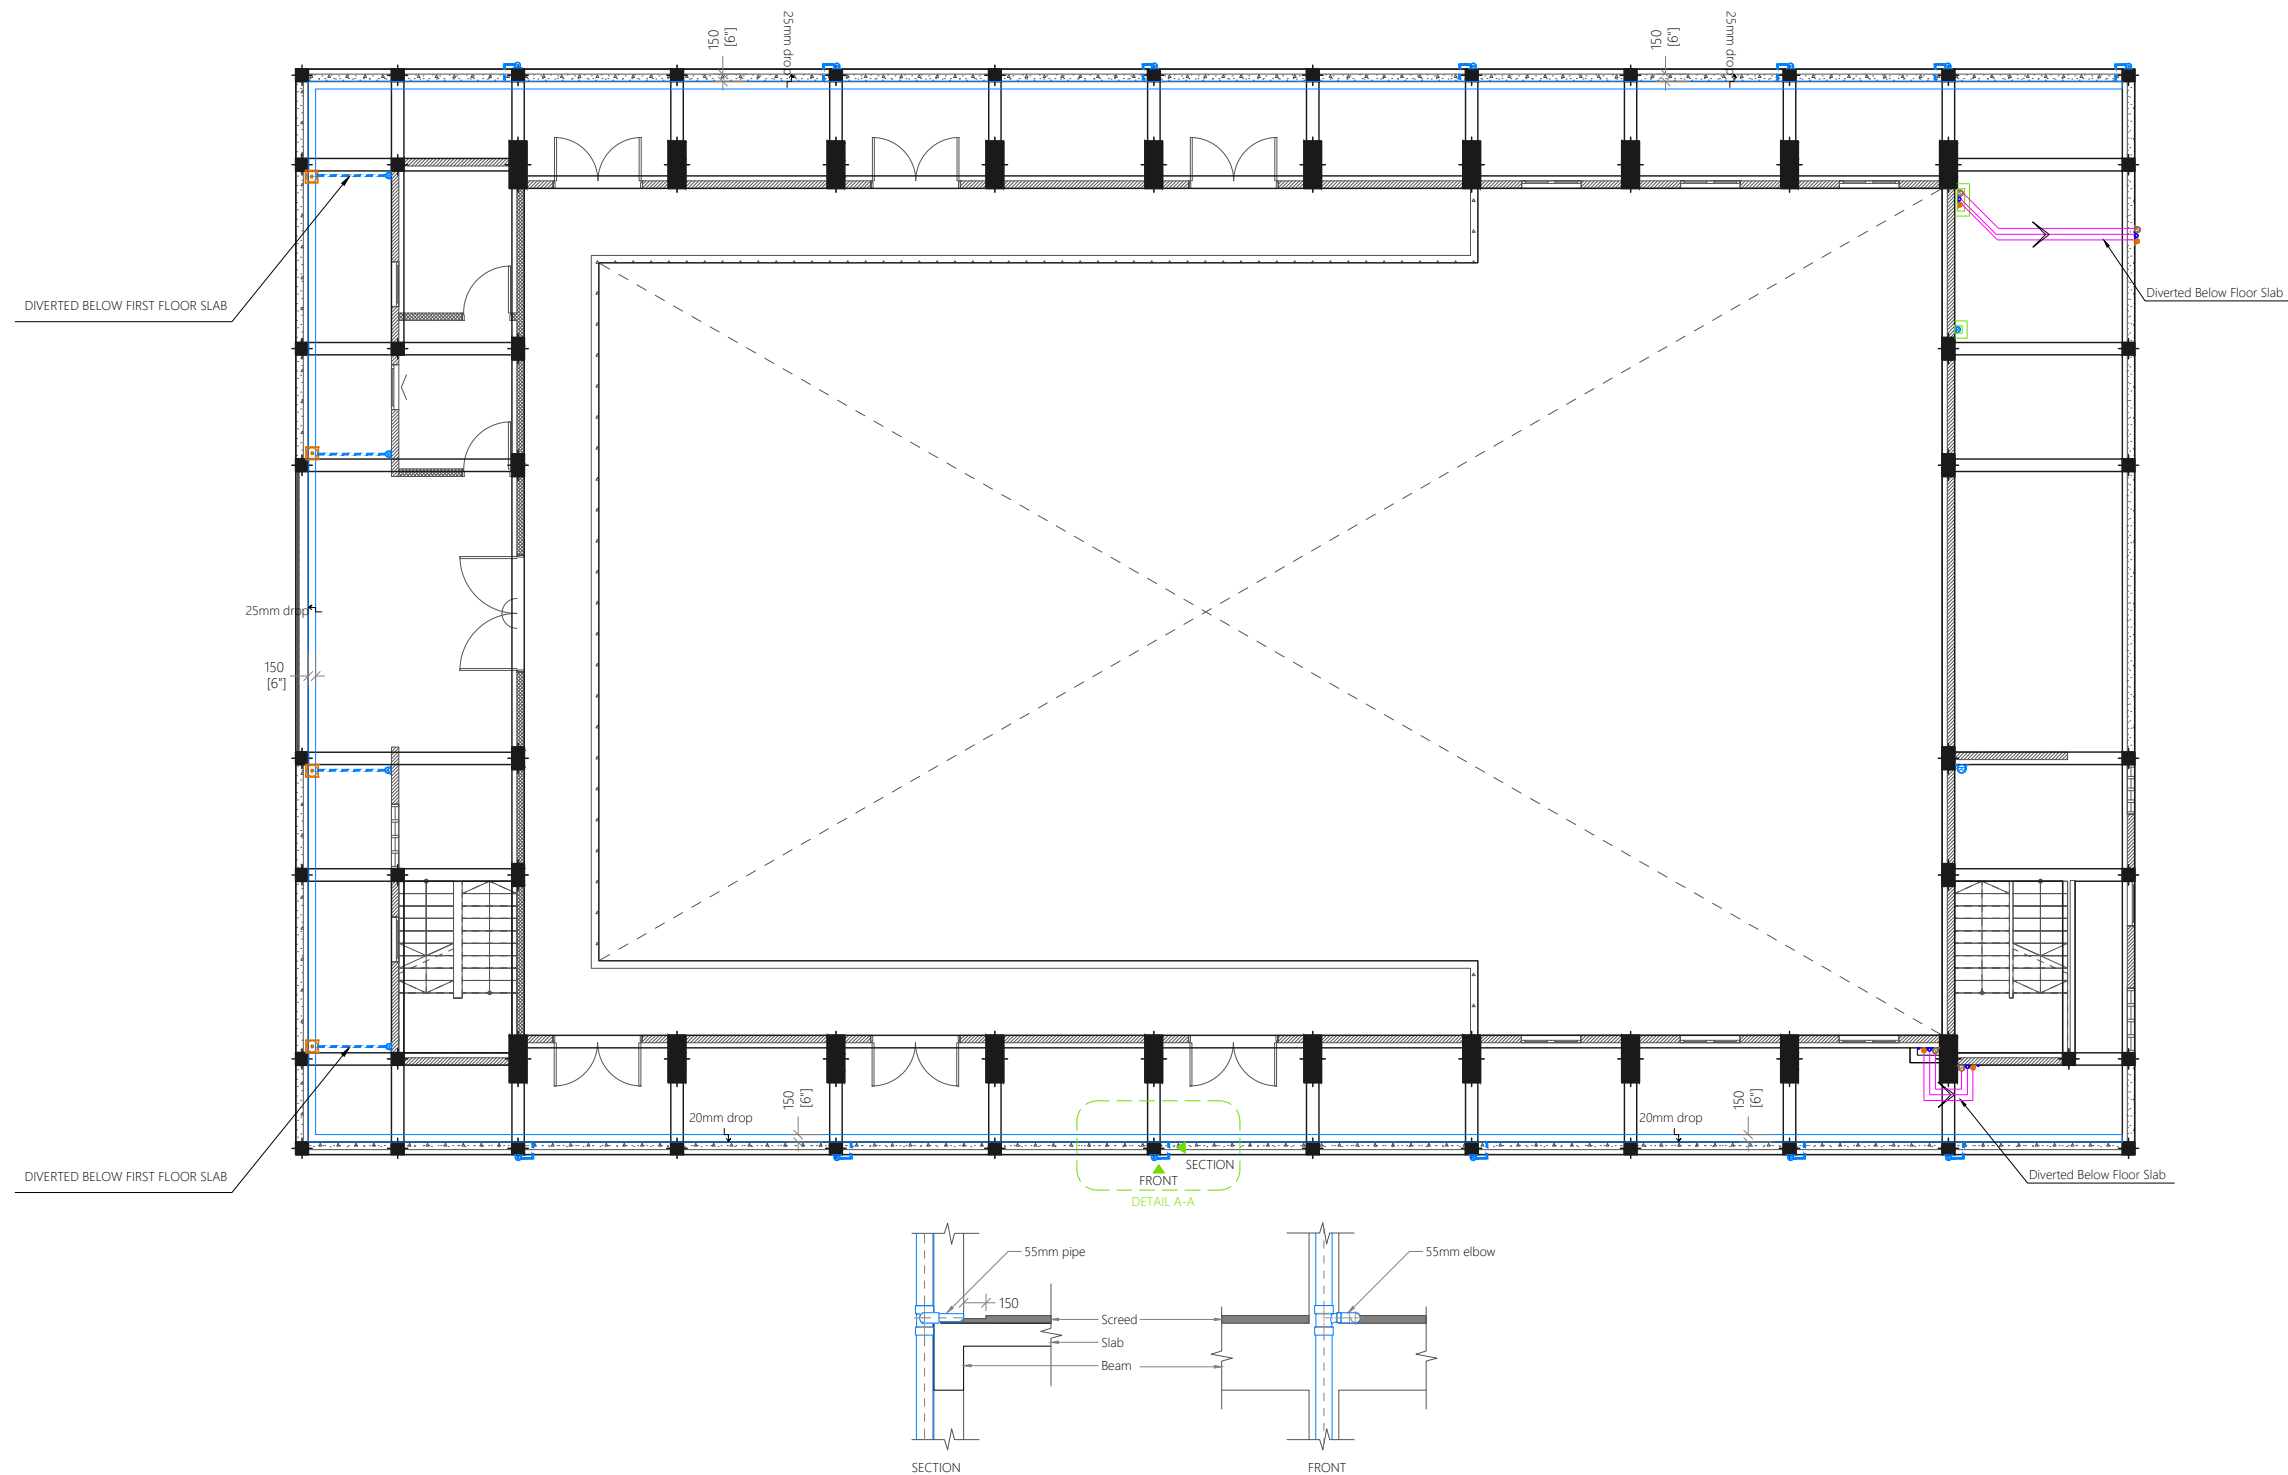 150
[6"]
25mm drop
150
[6"]
25mm drop
DIVERTED BELOW FIRST FLOOR SLAB
Diverted Below Floor Slab
25mm drop
150
[6"]
20mm drop
150
[6"]
20mm drop
150
[6"]
SECTION
FRONT
DETAIL A-A
DIVERTED BELOW FIRST FLOOR SLAB
Diverted Below Floor Slab
55mm pipe
55mm elbow
150
Screed
Slab
Beam
SECTION
FRONT